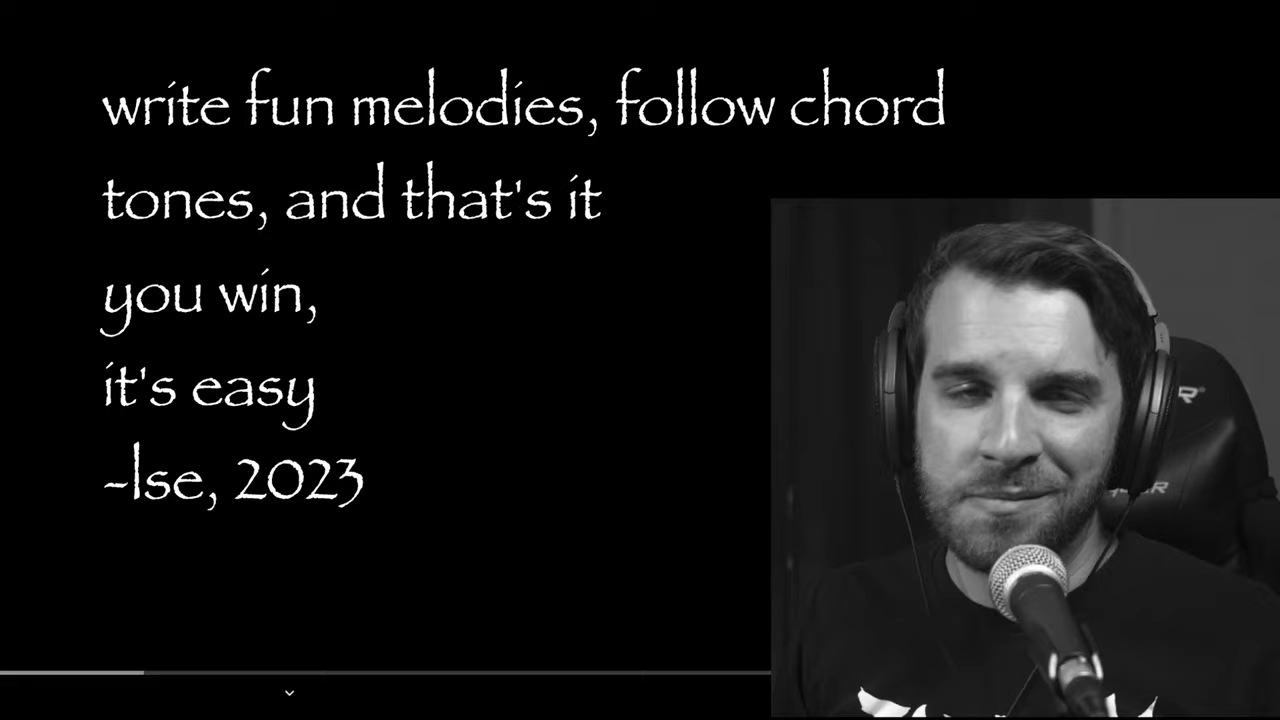 write fun melodies, follow chord
tones, and that's it
you win,
it's easy
-lse, 2023